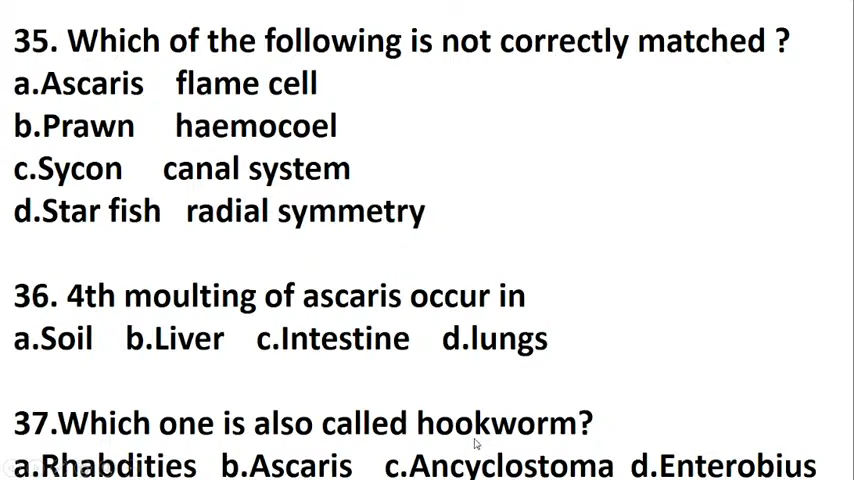 35. Which of the following is not correctly matched ?
a.Ascaris flame cell
b.Prawn haemocoel
c.Sycon canal system
d.Star fish radial symmetry
36. 4th moulting of ascaris occur in
a.Soil b.Liver c.Intestine d.lungs
37.Which one is also called hookworm?
a.Rhabdities b.Ascaris c.Ancyclostoma d.Enterobius